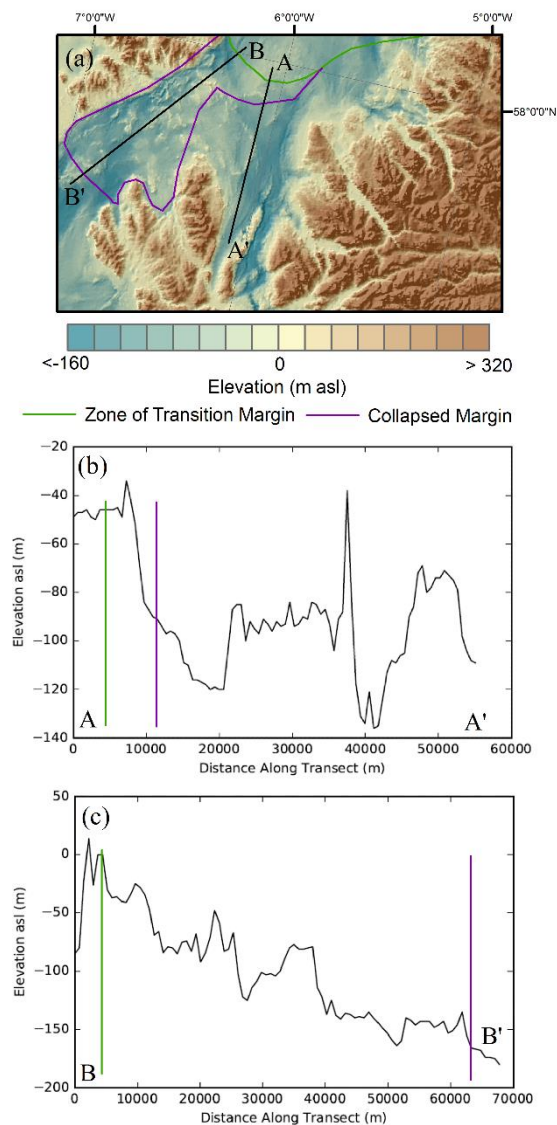 7°0'0"W 6°0'0"W 5°0'0"W
(a)
B
A
58°0'0"N
B'
A'
<-160 0 > 320
Elevation (m asl)
Zone of Transition Margin Collapsed Margin
(b)
−20
−40
−60
−80
−100
−120
−140
Elevation asl (m)
A A'
0 10000 20000 30000 40000 50000 60000
Distance Along Transect (m)
(c)
50
0
−50
−100
−150
−200
Elevation asl (m)
B B'
0 10000 20000 30000 40000 50000 60000 70000
Distance Along Transect (m)